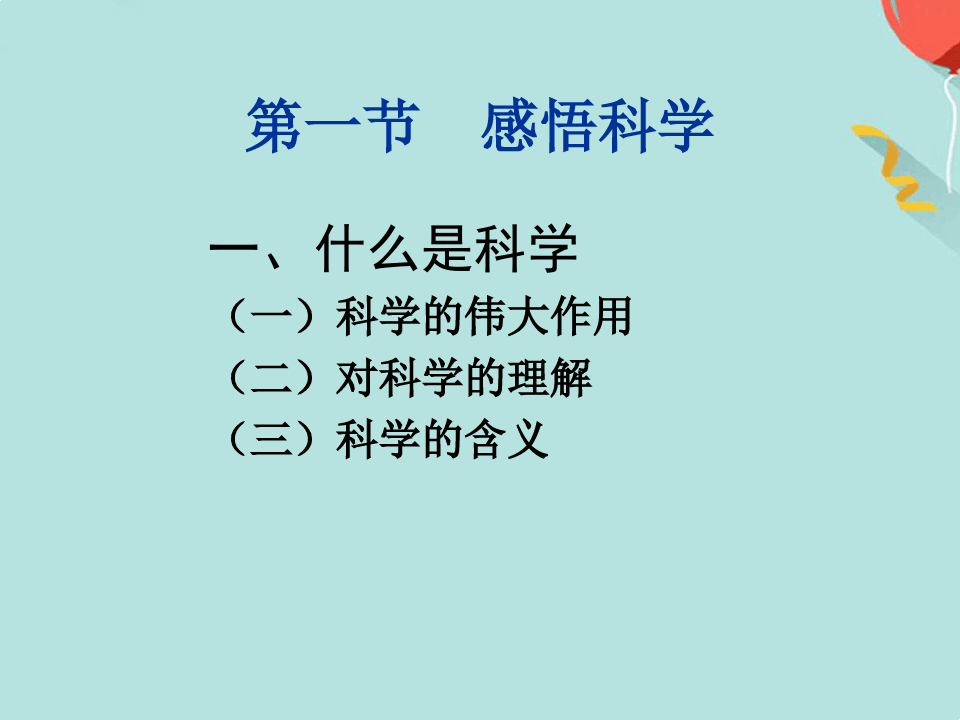 第一节　感悟科学
一、什么是科学
（一）科学的伟大作用
（二）对科学的理解
（三）科学的含义